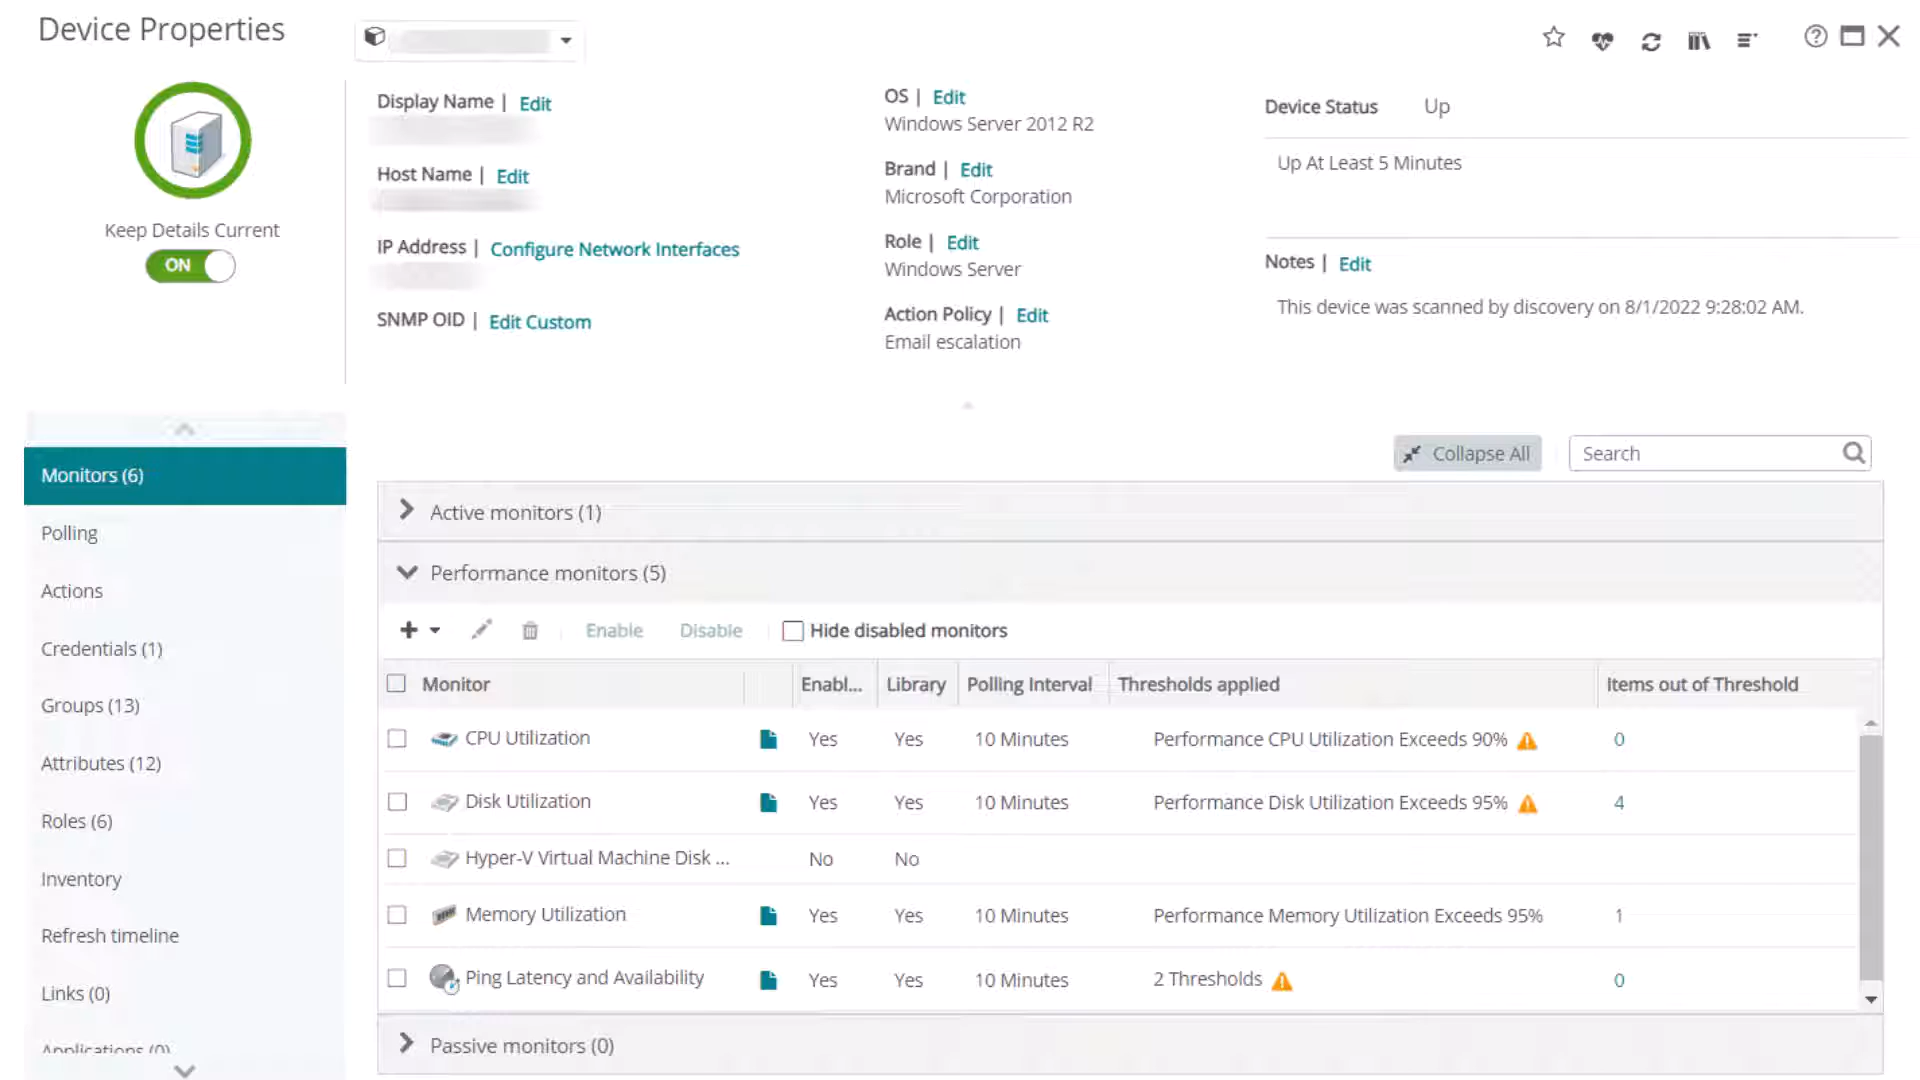 Device Properties
Display Name | Edit
Host Name | Edit
IP Address | Configure Network Interfaces
SNMP OID | Edit Custom
OS | Edit
Windows Server 2012 R2
Brand | Edit
Microsoft Corporation
Role | Edit
Windows Server
Action Policy | Edit
Email escalation
Device Status Up
Up At Least 5 Minutes
Notes | Edit
This device was scanned by discovery on 8/1/2022 9:28:02 AM.
Keep Details Current
ON
Monitors (6)
Polling
Actions
Credentials (1)
Groups (13)
Attributes (12)
Roles (6)
Inventory
Refresh timeline
Links (0)
Applications (0)
Collapse All
Search
Active monitors (1)
Performance monitors (5)
Enable Disable Hide disabled monitors
Monitor Enabl... Library Polling Interval Thresholds applied Items out of Threshold
CPU Utilization Yes Yes 10 Minutes Performance CPU Utilization Exceeds 90% 0
Disk Utilization Yes Yes 10 Minutes Performance Disk Utilization Exceeds 95% 4
Hyper-V Virtual Machine Disk ... No No
Memory Utilization Yes Yes 10 Minutes Performance Memory Utilization Exceeds 95% 1
Ping Latency and Availability Yes Yes 10 Minutes 2 Thresholds 0
Passive monitors (0)